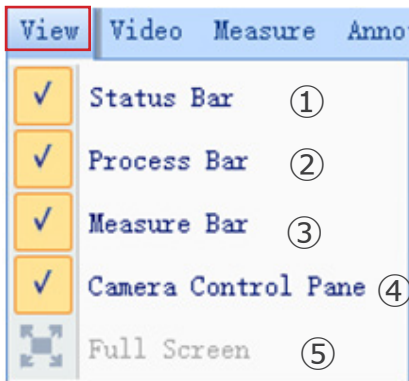 View Video Measure Anno
Status Bar ①
Process Bar ②
Measure Bar ③
Camera Control Pane ④
Full Screen ⑤